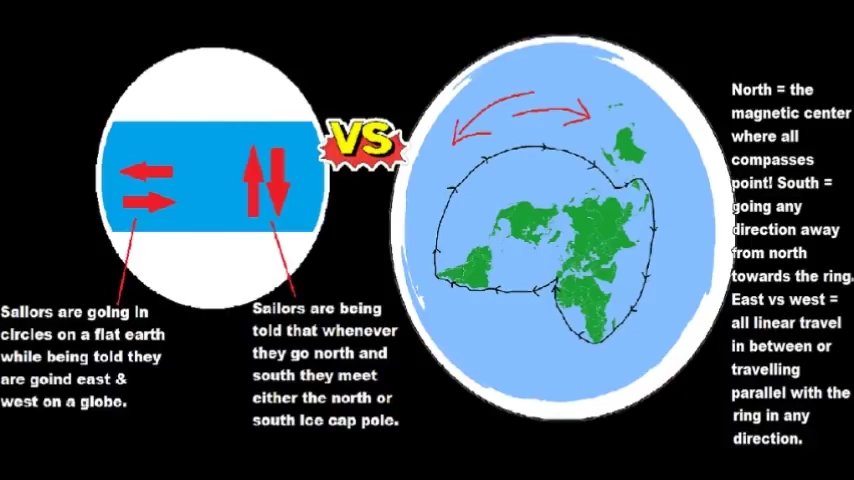 VS
North = the
magnetic center
where all
compasses
point! South =
going any
direction away
from north
towards the ring.
East vs west =
all linear travel
in between or
travelling
parallel with the
ring in any
direction.
Sailors are going in
circles on a flat earth
while being told they
are goind east &
west on a globe.
Sailors are being
told that whenever
they go north and
south they meet
either the north or
south ice cap pole.